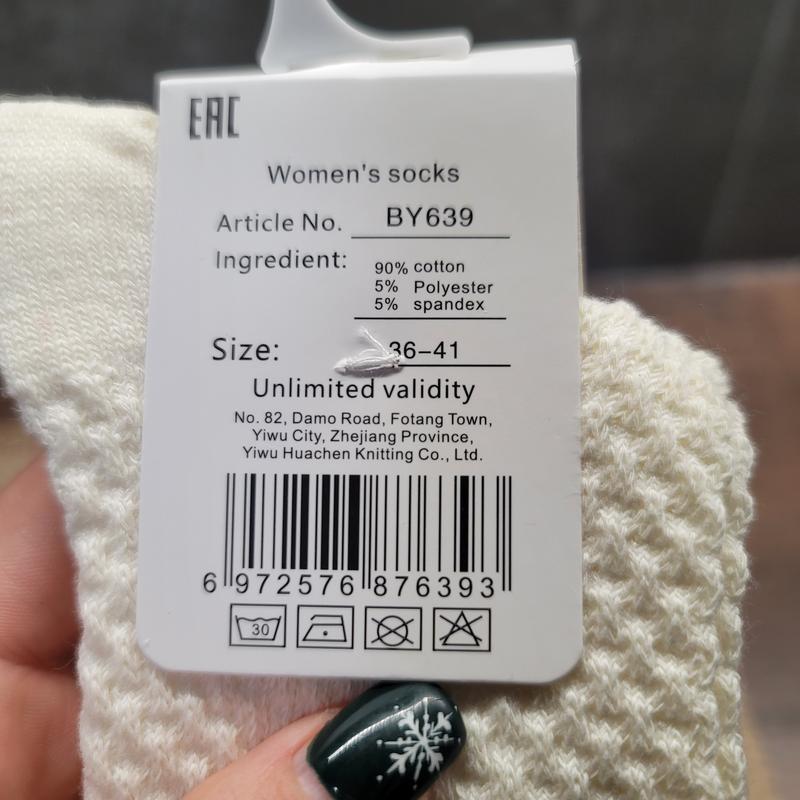 EAC
Women's socks
Article No. BY639
Ingredient: 90% cotton
5% Polyester
5% spandex
Size: 36–41
Unlimited validity
No. 82, Damo Road, Fotang Town,
Yiwu City, Zhejiang Province,
Yiwu Huachen Knitting Co., Ltd.
6 972576 876393
30